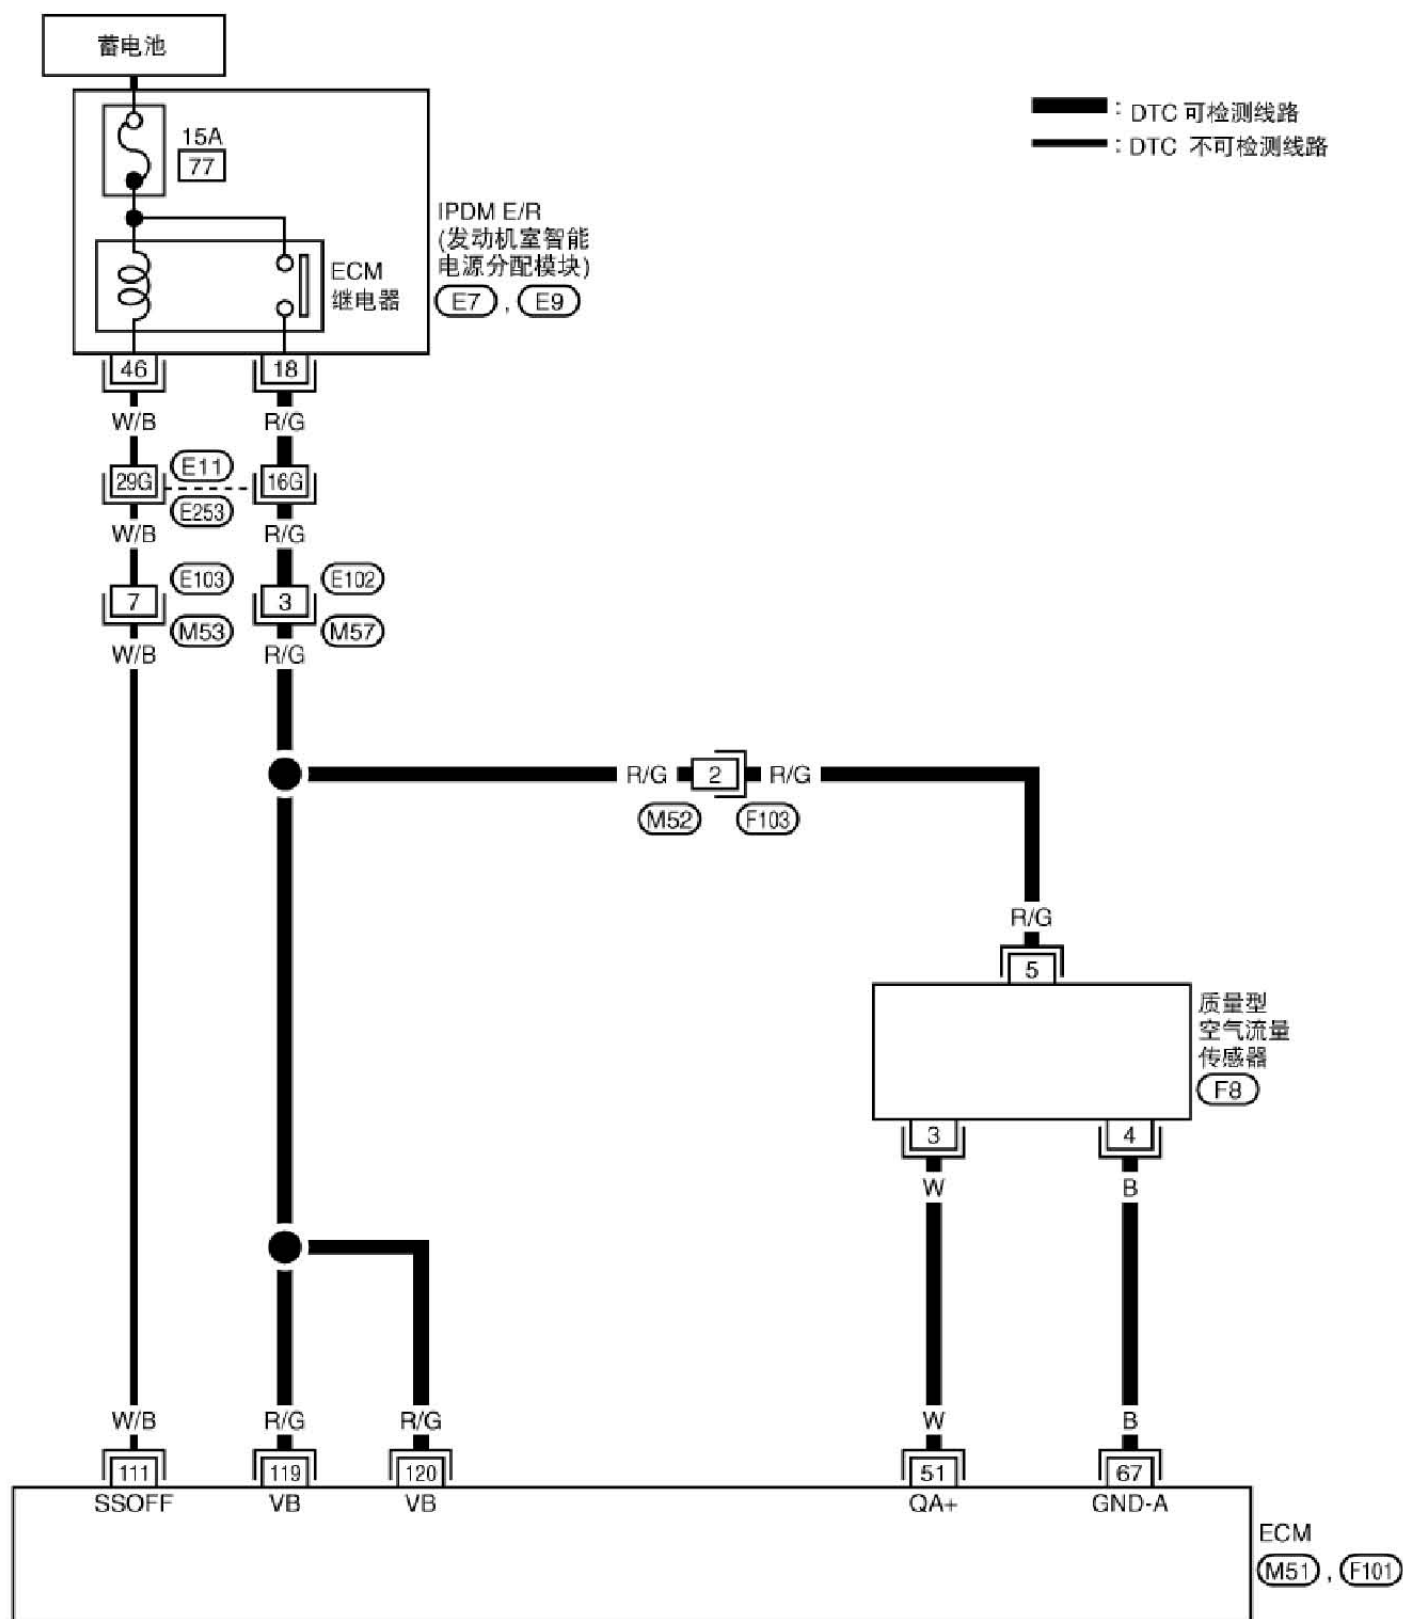 蓄电池
: DTC 可检测线路
: DTC 不可检测线路
15A
77
IPDM E/R
(发动机室智能
电源分配模块)
E7 , E9
ECM
继电器
46
18
W/B
R/G
29G
E11
16G
E253
W/B
R/G
E103
E102
7
3
M53
M57
W/B
R/G
R/G
2
R/G
M52
F103
R/G
5
质量型
空气流量
传感器
F8
3
4
W
B
W/B
R/G
R/G
W
B
111
119
120
51
67
SSOFF
VB
VB
QA+
GND-A
ECM
M51 , F101